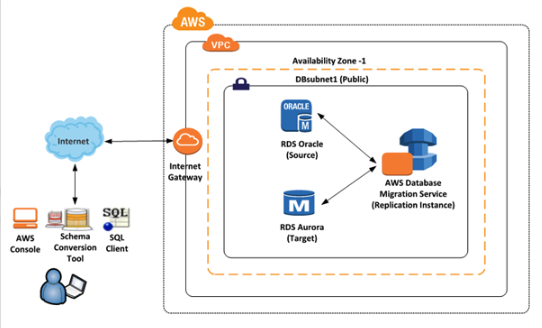 AWS
VPC
Availability Zone -1
DBsubnet1 (Public)
ORACLE
M
RDS Oracle
(Source)
Internet
Internet
Gateway
AWS Database
Migration Service
(Replication Instance)
M
RDS Aurora
(Target)
SQL
AWS
Console
Schema
Conversion
Tool
SQL
Client